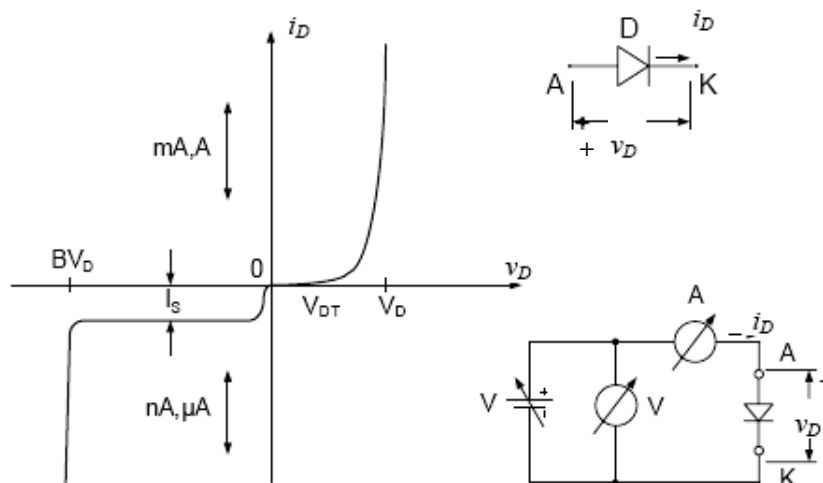 i_D
D
i_D
A
K
+
v_D
mA,A
BV_D
0
v_D
I_S
V_DT
V_D
A
i_D
A
V
+
V
v_D
nA,µA
K